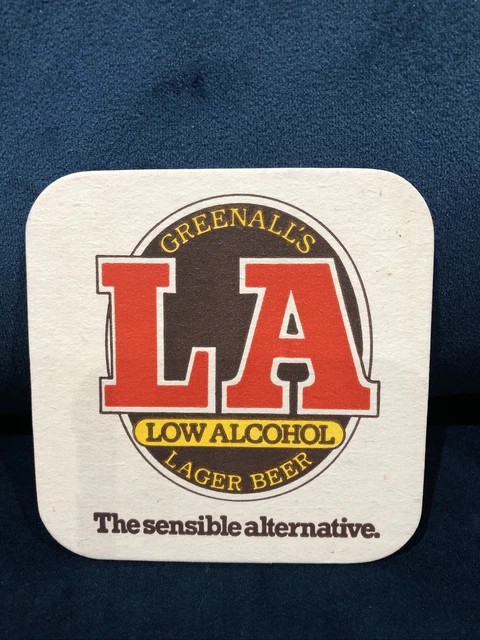 GREENALL'S
LA
LOW ALCOHOL
LAGER BEER
The sensible alternative.